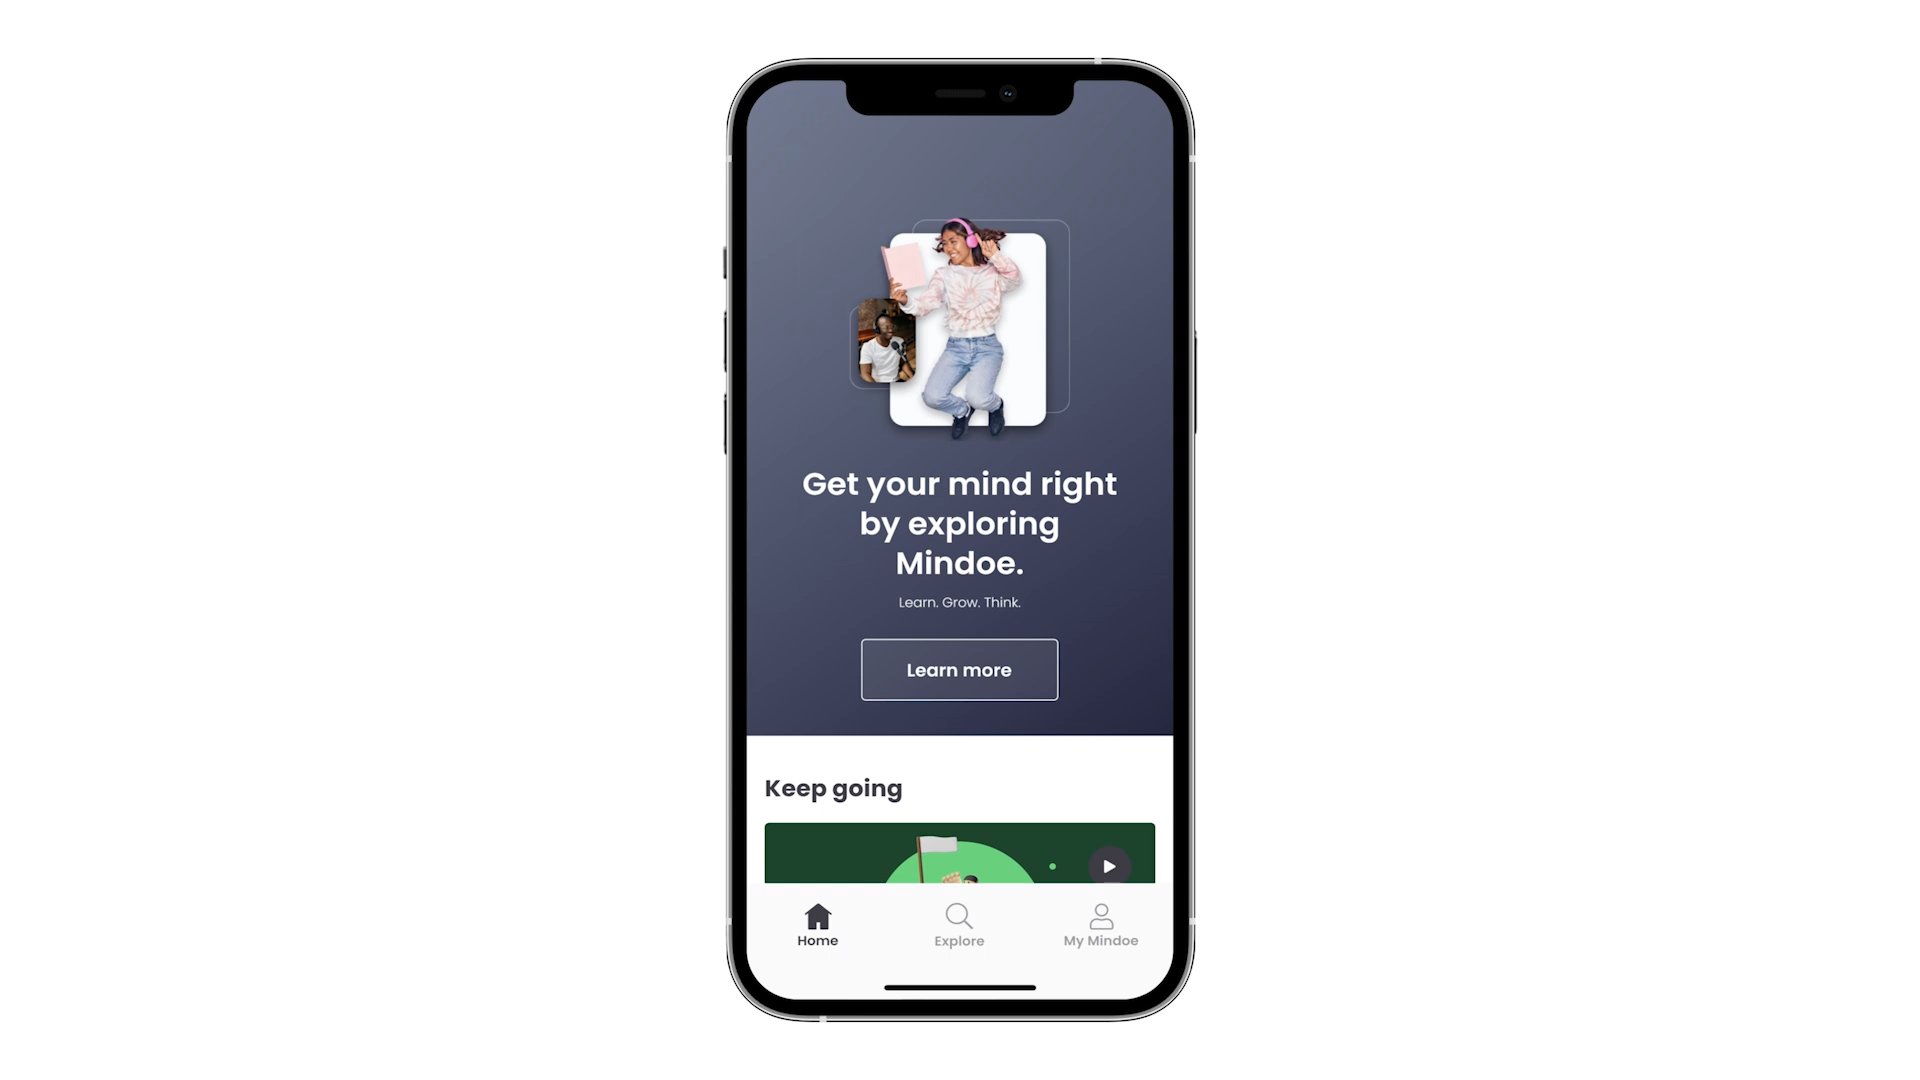 Get your mind right
by exploring
Mindoe.
Learn. Grow. Think.
Learn more
Keep going
Home
Explore
My Mindoe